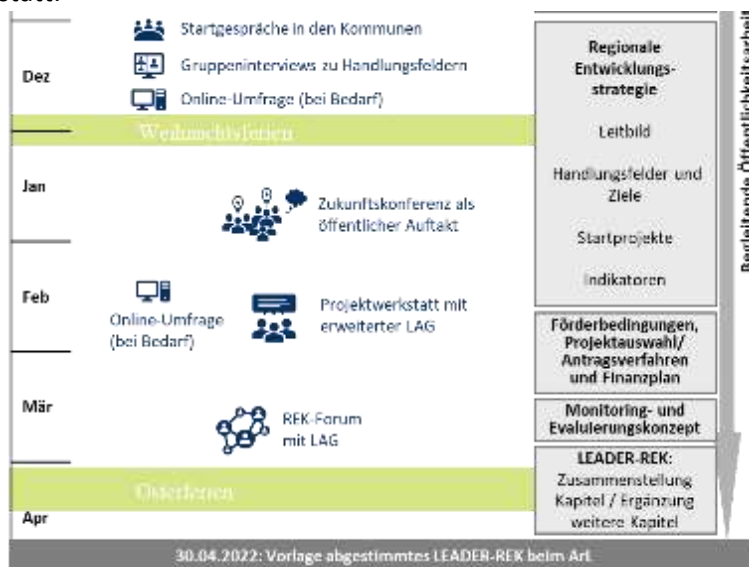 statt.
Startgespräche in den Kommunen
Dez
Gruppeninterviews zu Handlungsfeldern
Online-Umfrage (bei Bedarf)
Weihnachtsferien
Jan
Zukunftskonferenz als
öffentlicher Auftakt
Feb
Online-Umfrage
(bei Bedarf)
Projektwerkstatt mit
erweiterter LAG
Mär
REK-Forum
mit LAG
Osterferien
Apr
Regionale
Entwicklungs-
strategie
Leitbild
Handlungsfelder und
Ziele
Startprojekte
Indikatoren
Förderbedingungen,
Projektauswahl/
Antragsverfahren
und Finanzplan
Monitoring- und
Evaluierungskonzept
LEADER-REK:
Zusammenstellung
Kapitel / Ergänzung
weitere Kapitel
Begleitende Öffentlichkeitsarbeit
30.04.2022: Vorlage abgestimmtes LEADER-REK beim ArL